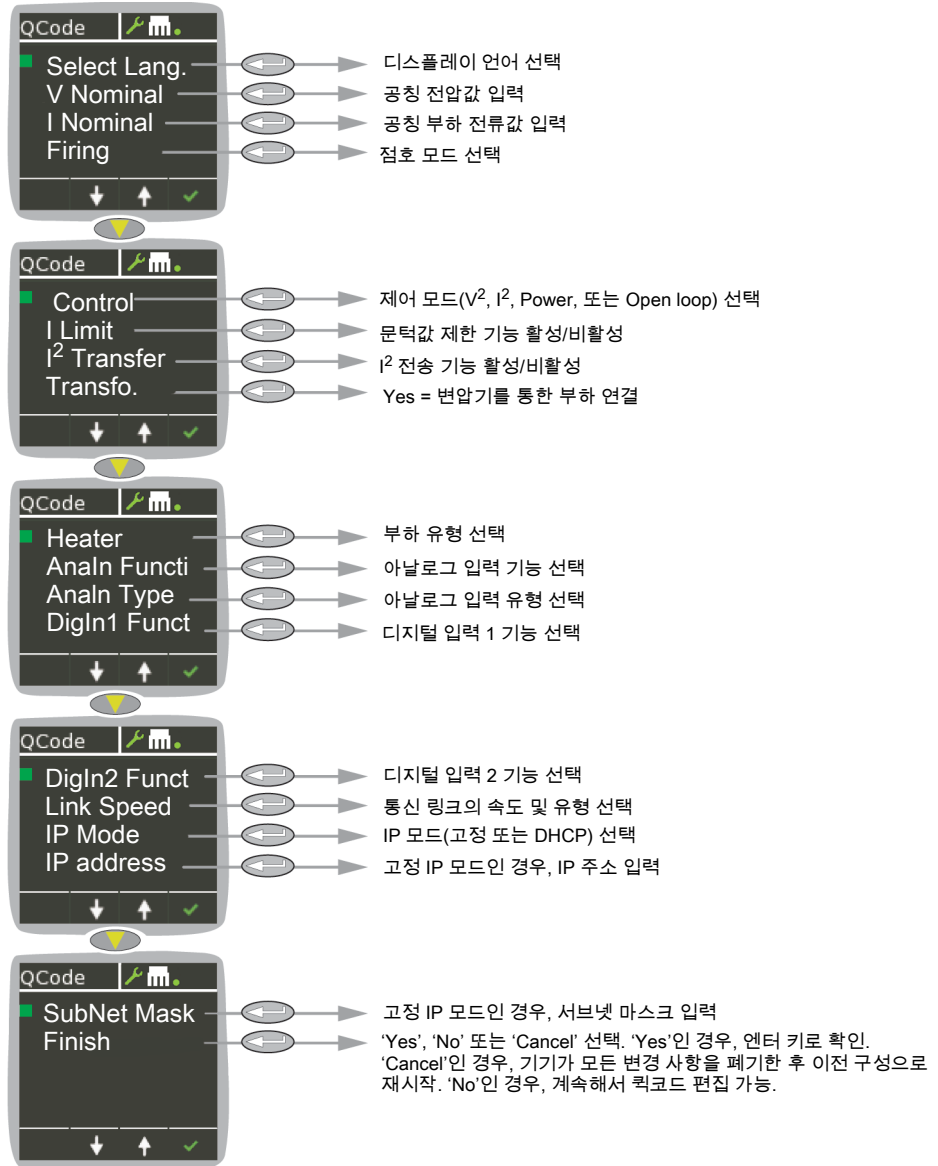 QCode
Select Lang.
디스플레이 언어 선택
V Nominal
공칭 전압값 입력
I Nominal
공칭 부하 전류값 입력
Firing
점호 모드 선택
QCode
Control
제어 모드(V², I², Power, 또는 Open loop) 선택
I Limit
문턱값 제한 기능 활성/비활성
I² Transfer
I² 전송 기능 활성/비활성
Transfo.
Yes = 변압기를 통한 부하 연결
QCode
Heater
부하 유형 선택
AnaIn Functi
아날로그 입력 기능 선택
AnaIn Type
아날로그 입력 유형 선택
DigIn1 Funct
디지털 입력 1 기능 선택
QCode
DigIn2 Funct
디지털 입력 2 기능 선택
Link Speed
통신 링크의 속도 및 유형 선택
IP Mode
IP 모드(고정 또는 DHCP) 선택
IP address
고정 IP 모드인 경우, IP 주소 입력
QCode
SubNet Mask
고정 IP 모드인 경우, 서브넷 마스크 입력
Finish
‘Yes’, ‘No’ 또는 ‘Cancel’ 선택. ‘Yes’인 경우, 엔터 키로 확인.
‘Cancel’인 경우, 기기가 모든 변경 사항을 폐기한 후 이전 구성으로
재시작. ‘No’인 경우, 계속해서 퀵코드 편집 가능.